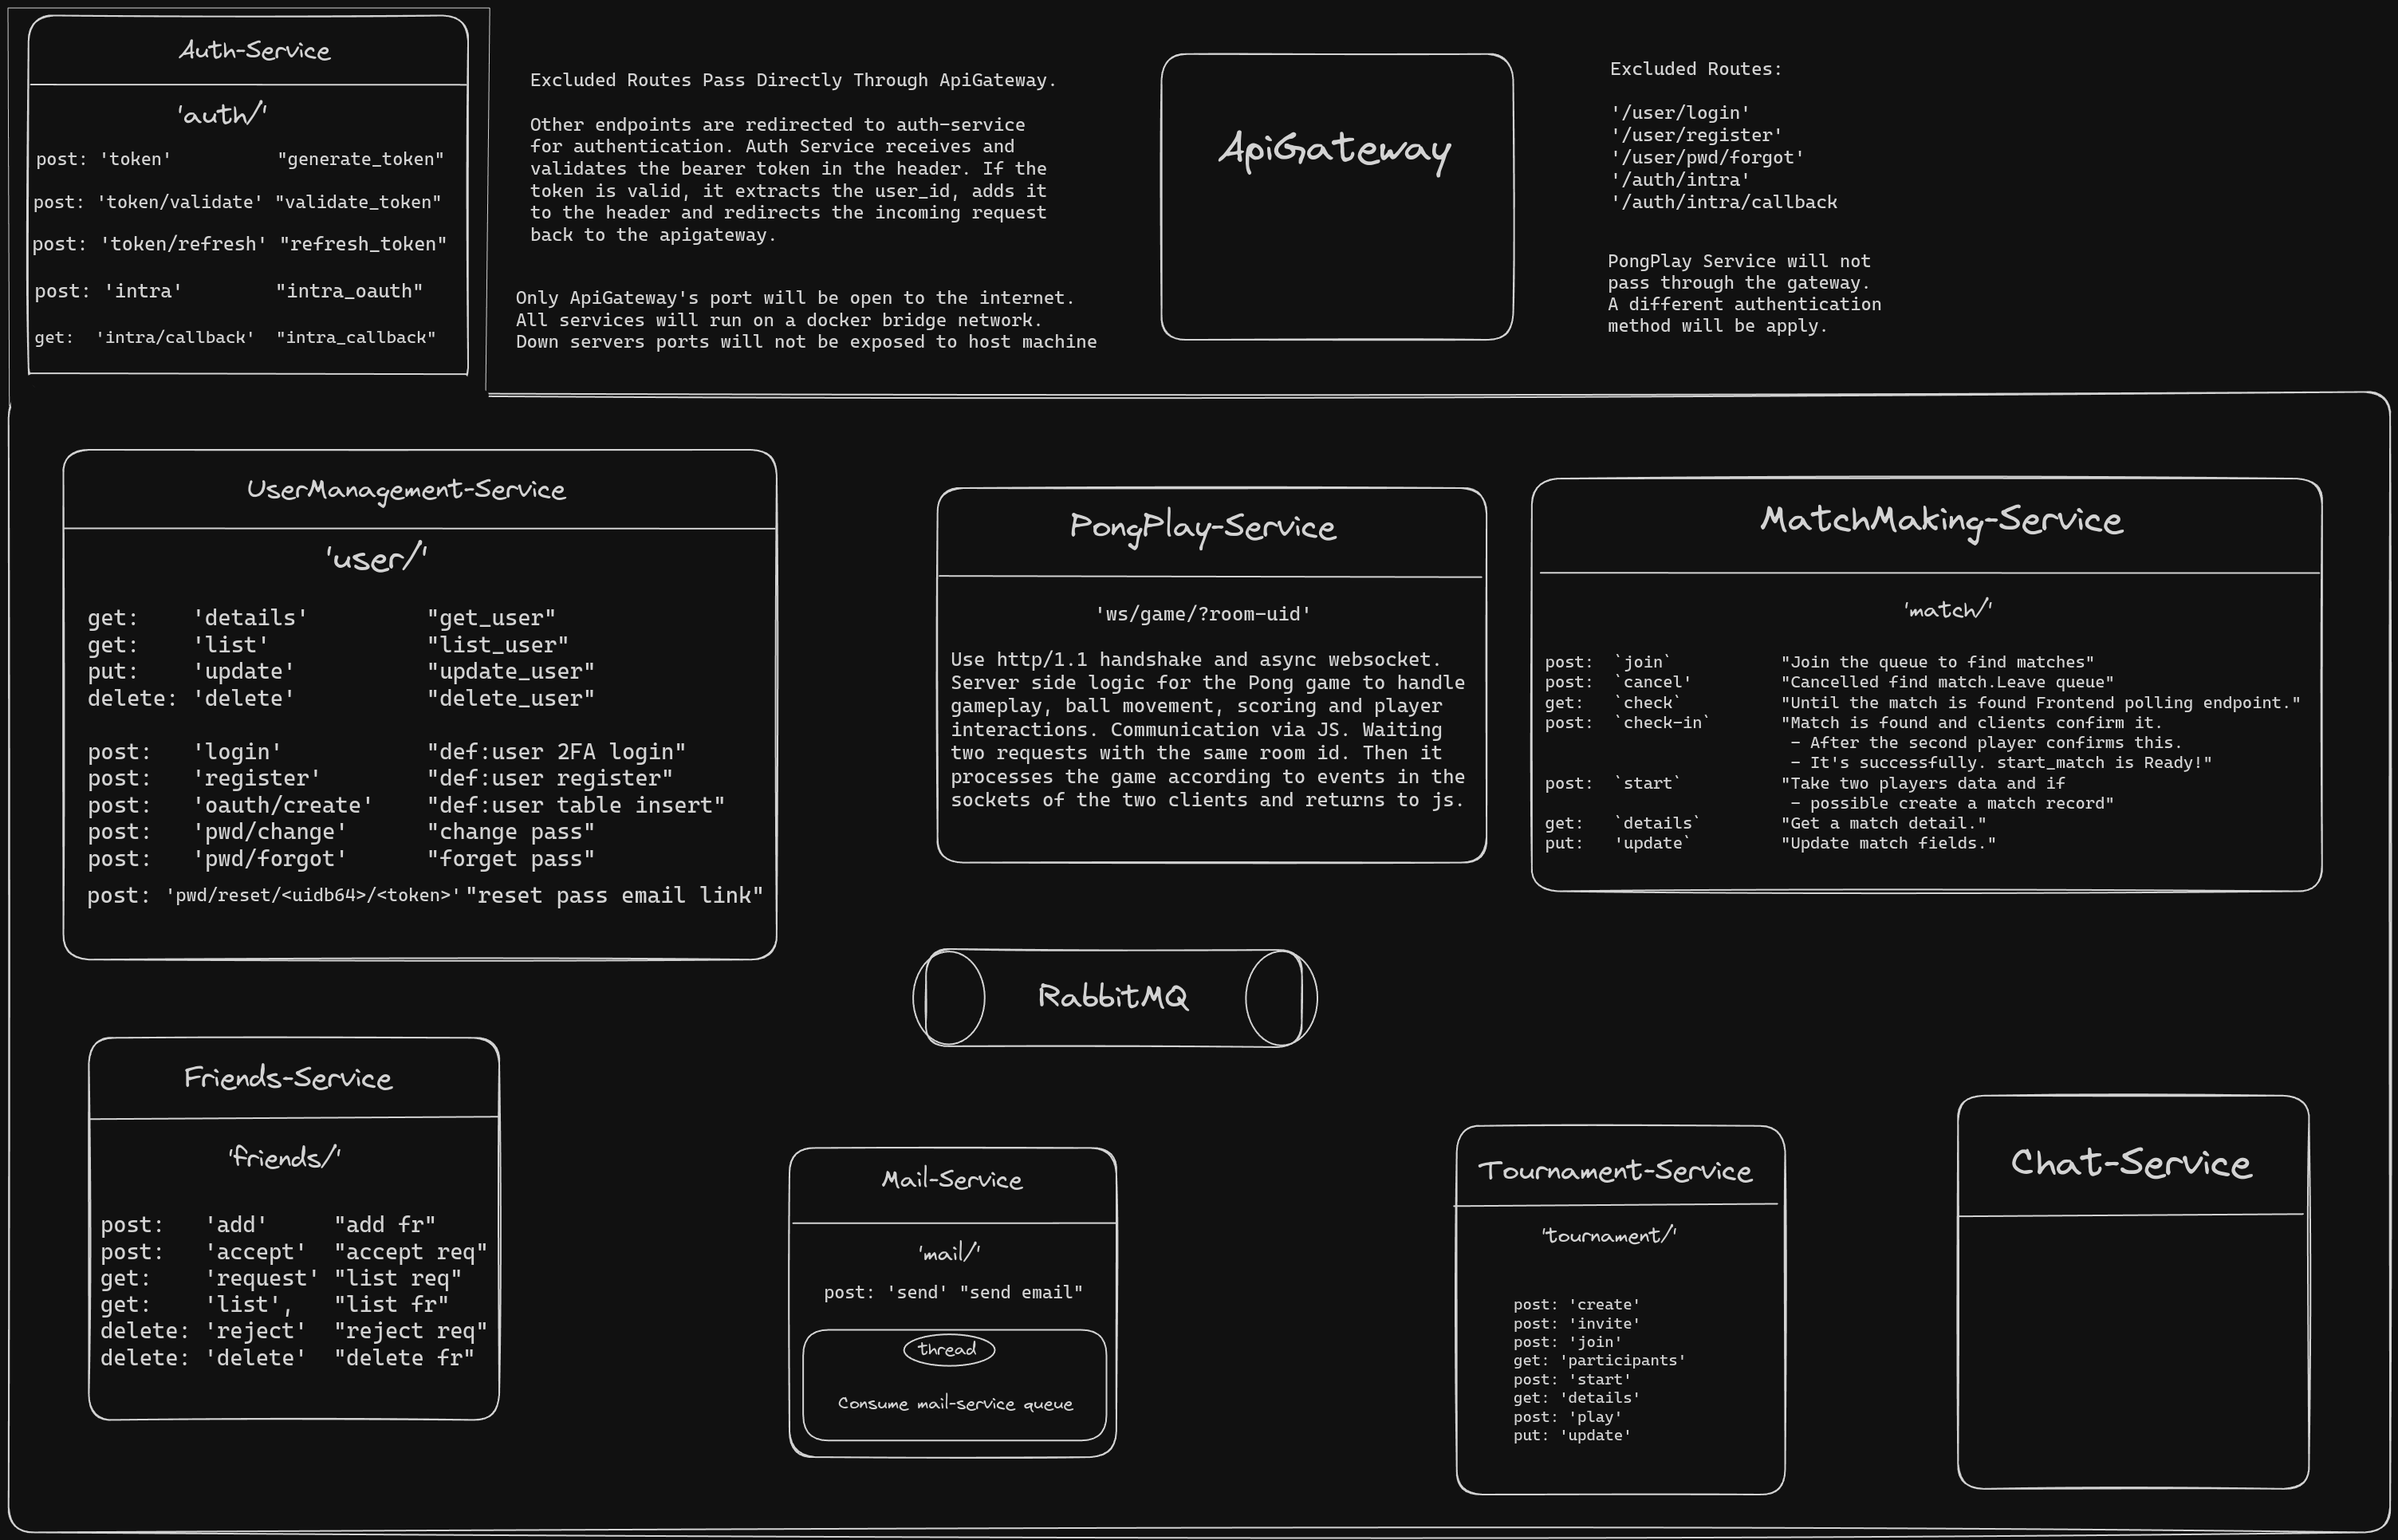 Auth-Service
'auth/'
post: 'token' "generate_token"
post: 'token/validate' "validate_token"
post: 'token/refresh' "refresh_token"
post: 'intra' "intra_oauth"
get: 'intra/callback' "intra_callback"
Excluded Routes Pass Directly Through ApiGateway.
Other endpoints are redirected to auth-service
for authentication. Auth Service receives and
validates the bearer token in the header. If the
token is valid, it extracts the user_id, adds it
to the header and redirects the incoming request
back to the apigateway.
Only ApiGateway's port will be open to the internet.
All services will run on a docker bridge network.
Down servers ports will not be exposed to host machine
ApiGateway
Excluded Routes:
'/user/login'
'/user/register'
'/user/pwd/forgot'
'/auth/intra'
'/auth/intra/callback
PongPlay Service will not
pass through the gateway.
A different authentication
method will be apply.
UserManagement-Service
'user/'
get: 'details' "get_user"
get: 'list' "list_user"
put: 'update' "update_user"
delete: 'delete' "delete_user"
post: 'login' "def:user 2FA login"
post: 'register' "def:user register"
post: 'oauth/create' "def:user table insert"
post: 'pwd/change' "change pass"
post: 'pwd/forgot' "forget pass"
post: 'pwd/reset/<uidb64>/<token>' "reset pass email link"
PongPlay-Service
'ws/game/?room-uid'
Use http/1.1 handshake and async websocket.
Server side logic for the Pong game to handle
gameplay, ball movement, scoring and player
interactions. Communication via JS. Waiting
two requests with the same room id. Then it
processes the game according to events in the
sockets of the two clients and returns to js.
MatchMaking-Service
'match/'
post: `join` "Join the queue to find matches"
post: `cancel' "Cancelled find match.Leave queue"
get: `check` "Until the match is found Frontend polling endpoint."
post: `check-in` "Match is found and clients confirm it.
- After the second player confirms this.
- It's successfully. start_match is Ready!"
post: `start` "Take two players data and if
- possible create a match record"
get: `details` "Get a match detail."
put: 'update` "Update match fields."
RabbitMQ
Friends-Service
'friends/'
post: 'add' "add fr"
post: 'accept' "accept req"
get: 'request' "list req"
get: 'list', "list fr"
delete: 'reject' "reject req"
delete: 'delete' "delete fr"
Mail-Service
'mail/'
post: 'send' "send email"
thread
Consume mail-service queue
Tournament-Service
'tournament/'
post: 'create'
post: 'invite'
post: 'join'
get: 'participants'
post: 'start'
get: 'details'
post: 'play'
put: 'update'
Chat-Service